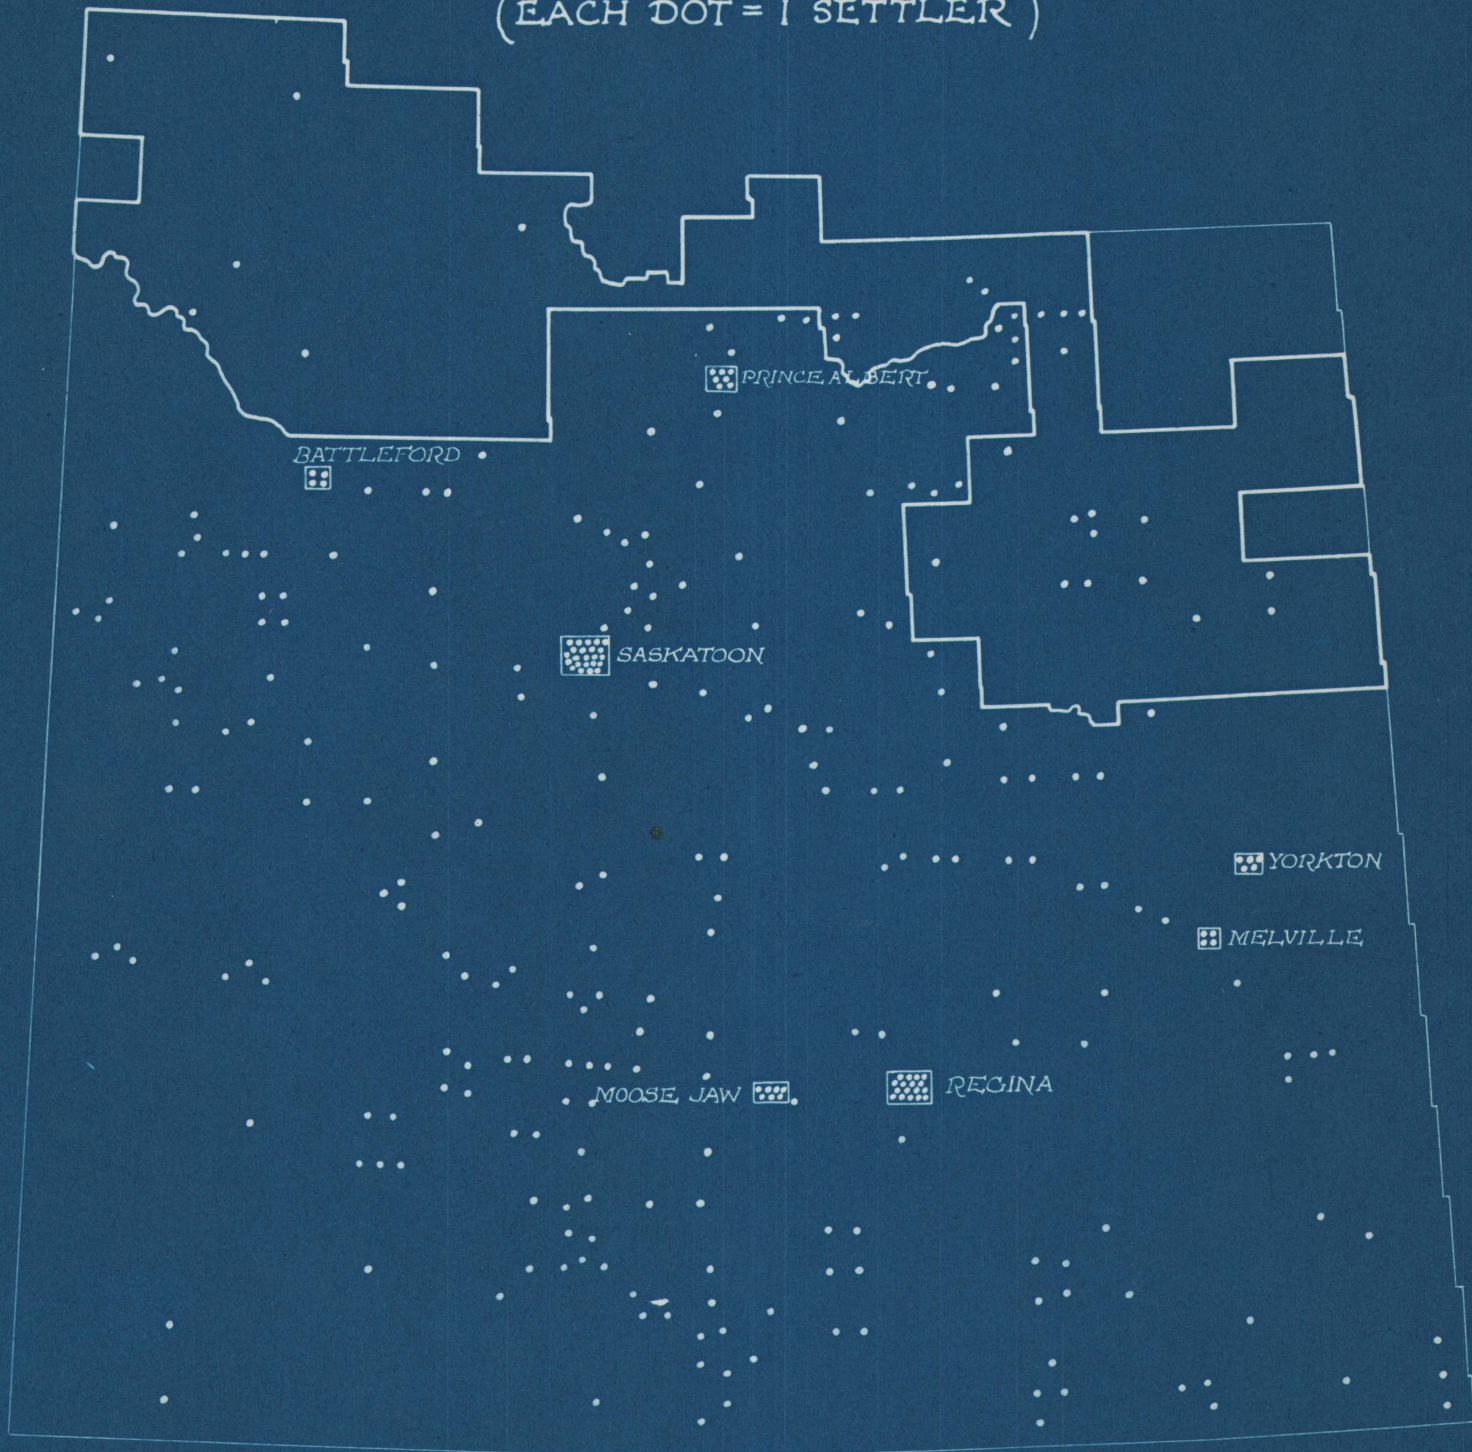 (EACH DOT = 1 SETTLER)
PRINCE ALBERT
BATTLEFORD
SASKATOON
YORKTON
MELVILLE
MOOSE JAW
REGINA